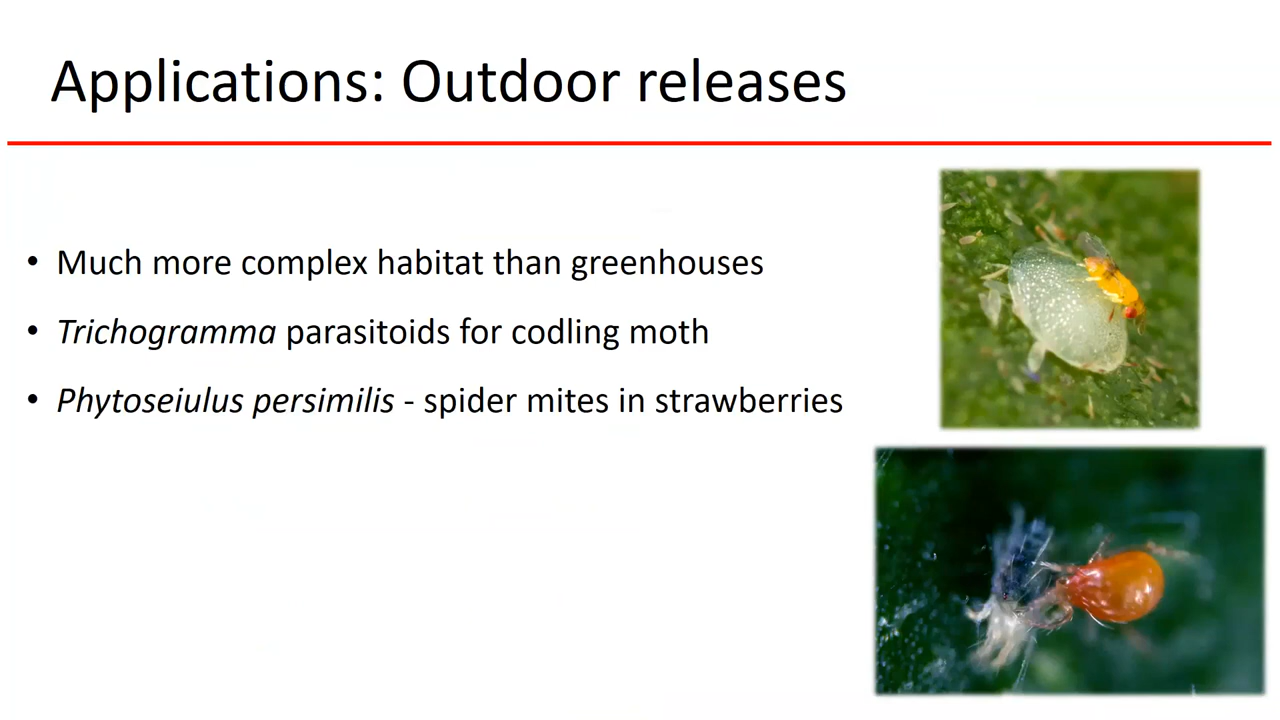 Applications: Outdoor releases
• Much more complex habitat than greenhouses
• Trichogramma parasitoids for codling moth
• Phytoseiulus persimilis - spider mites in strawberries